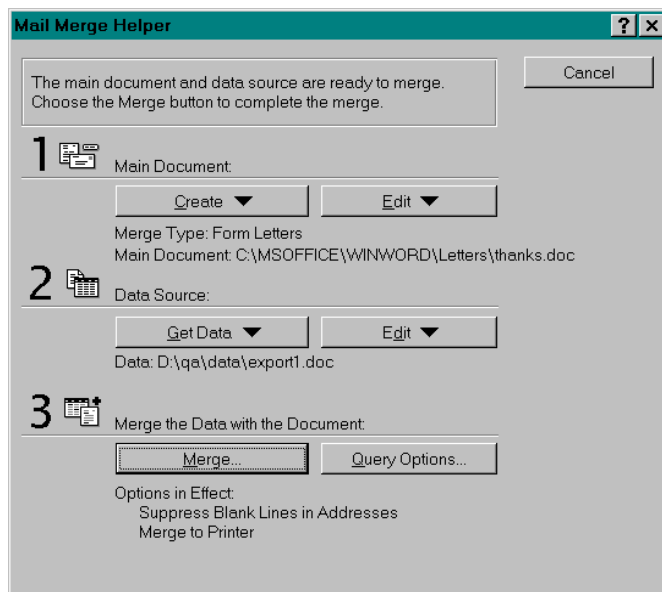 Mail Merge Helper
The main document and data source are ready to merge.
Choose the Merge button to complete the merge.
Cancel
1 Main Document:
Create Edit
Merge Type: Form Letters
Main Document: C:\MSOFFICE\WINWORD\Letters\thanks.doc
2 Data Source:
Get Data Edit
Data: D:\qa\data\export1.doc
3 Merge the Data with the Document:
Merge... Query Options...
Options in Effect:
Suppress Blank Lines in Addresses
Merge to Printer